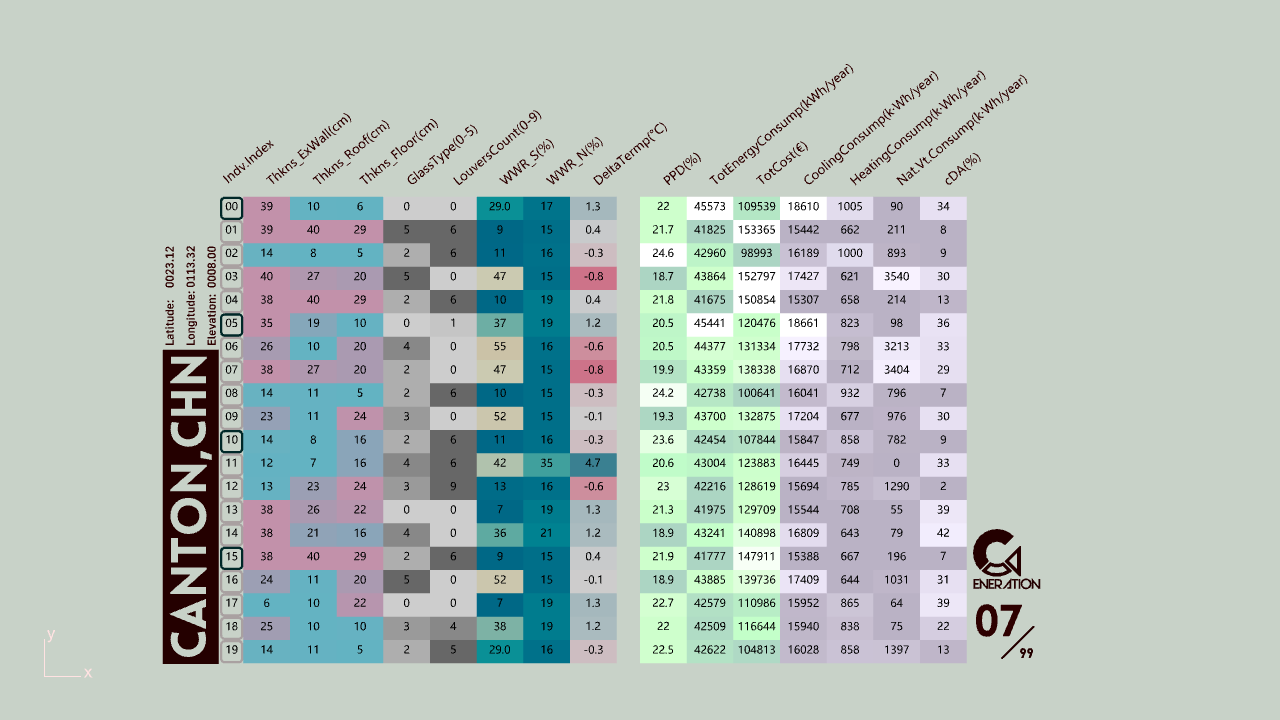 Indv.Index Thkns_ExWall(cm) Thkns_Roof(cm) Thkns_Floor(cm) GlassType(0-5) LouversCount(0-9) WWR_S(%) WWR_N(%) DeltaTermp(°C) PPD(%) TotEnergyConsump(kWh/year) TotCost(€) CoolingConsump(k·Wh/year) HeatingConsump(k·Wh/year) Nat.Vt.Consump(k·Wh/year) cDA(%)
00 39 10 6 0 0 29.0 17 1.3 22 45573 109539 18610 1005 90 34
01 39 40 29 5 6 9 15 0.4 21.7 41825 153365 15442 662 211 8
02 14 8 5 2 6 11 16 -0.3 24.6 42960 98993 16189 1000 893 9
03 40 27 20 5 0 47 15 -0.8 18.7 43864 152797 17427 621 3540 30
04 38 40 29 2 6 10 19 0.4 21.8 41675 150854 15307 658 214 13
05 35 19 10 0 1 37 19 1.2 20.5 45441 120476 18661 823 98 36
06 26 10 20 4 0 55 16 -0.6 20.5 44377 131334 17732 798 3213 33
07 38 27 20 2 0 47 15 -0.8 19.9 43359 138338 16870 712 3404 29
08 14 11 5 2 6 10 15 -0.3 24.2 42738 100641 16041 932 796 7
09 23 11 24 3 0 52 15 -0.1 19.3 43700 132875 17204 677 976 30
10 14 8 16 2 6 11 16 -0.3 23.6 42454 107844 15847 858 782 9
11 12 7 16 4 6 42 35 4.7 20.6 43004 123883 16445 749 0 33
12 13 23 24 3 9 13 16 -0.6 23 42216 128619 15694 785 1290 2
13 38 26 22 0 0 7 19 1.3 21.3 41975 129709 15544 708 55 39
14 38 21 16 4 0 36 21 1.2 18.9 43241 140898 16809 643 79 42
15 38 40 29 2 6 9 15 0.4 21.9 41777 147911 15388 667 196 7
16 24 11 20 5 0 52 15 -0.1 18.9 43885 139736 17409 644 1031 31
17 6 10 22 0 0 7 19 1.3 22.7 42579 110986 15952 865 64 39
18 25 10 10 3 4 38 19 1.2 22 42509 116644 15940 838 75 22
19 14 11 5 2 5 29.0 16 -0.3 22.5 42622 104813 16028 858 1397 13
Latitude: 0023.12
Longitude: 0113.32
Elevation: 0008.00
CANTON,CHN
ENERATION
07/99
y
x